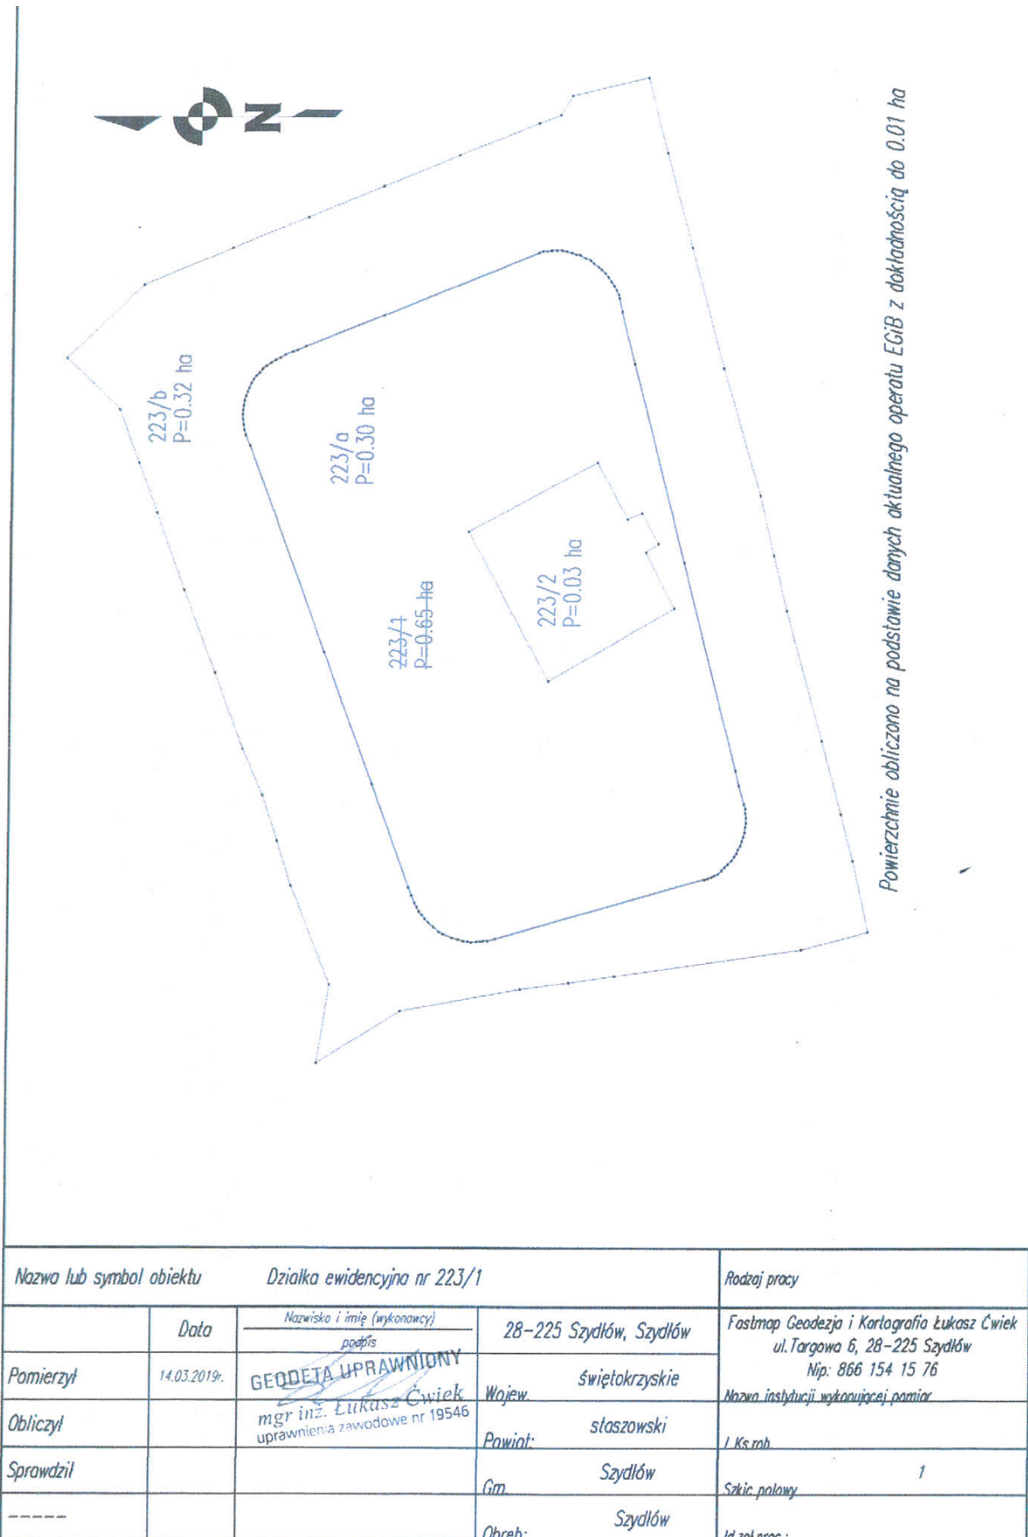 N
223/b
P=0.32 ha
223/a
P=0.30 ha
223/1
P=0.65 ha
223/2
P=0.03 ha
Powierzchnie obliczono na podstawie danych aktualnego operatu EGiB z dokładnością do 0.01 ha
Nazwa lub symbol obiektu Działka ewidencyjna nr 223/1
Rodzaj pracy
Data
Nazwisko i imię (wykonawcy)
podpis
28-225 Szydłów, Szydłów
Fastmap Geodezja i Kartografia Łukasz Ćwiek
ul.Targowa 6, 28-225 Szydłów
Nip: 866 154 15 76
Nazwa instytucji wykonującej pomiar
Pomierzył
14.03.2019r.
GEODETA UPRAWNIONY
mgr inż. Łukasz Ćwiek
uprawnienia zawodowe nr 19546
Wojew. świętokrzyskie
Obliczył
Powiat: staszowski
Ks rob.
Sprawdził
Gm. Szydłów
Szkic polowy 1
-----
Obręb: Szydłów